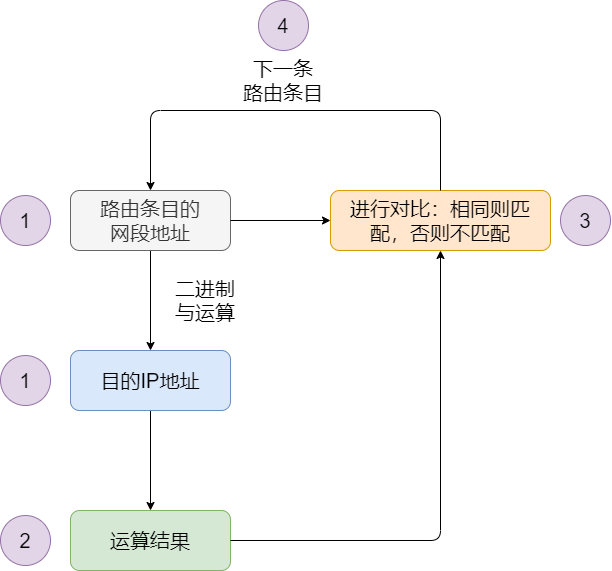 4
下一条
路由条目
1
路由条目的
网段地址
进行对比：相同则匹
配，否则不匹配
3
二进制
与运算
1
目的IP地址
2
运算结果